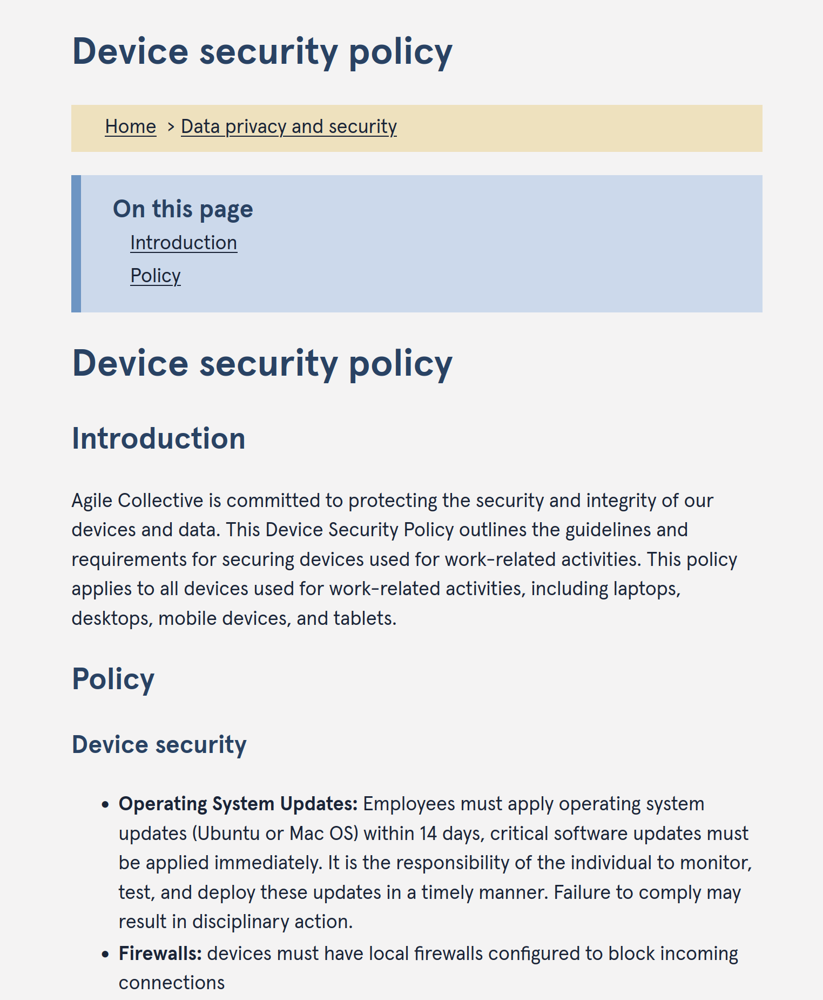 Device security policy
Home > Data privacy and security
On this page
Introduction
Policy
Device security policy
Introduction
Agile Collective is committed to protecting the security and integrity of our
devices and data. This Device Security Policy outlines the guidelines and
requirements for securing devices used for work-related activities. This policy
applies to all devices used for work-related activities, including laptops,
desktops, mobile devices, and tablets.
Policy
Device security
• Operating System Updates: Employees must apply operating system
updates (Ubuntu or Mac OS) within 14 days, critical software updates must
be applied immediately. It is the responsibility of the individual to monitor,
test, and deploy these updates in a timely manner. Failure to comply may
result in disciplinary action.
• Firewalls: devices must have local firewalls configured to block incoming
connections